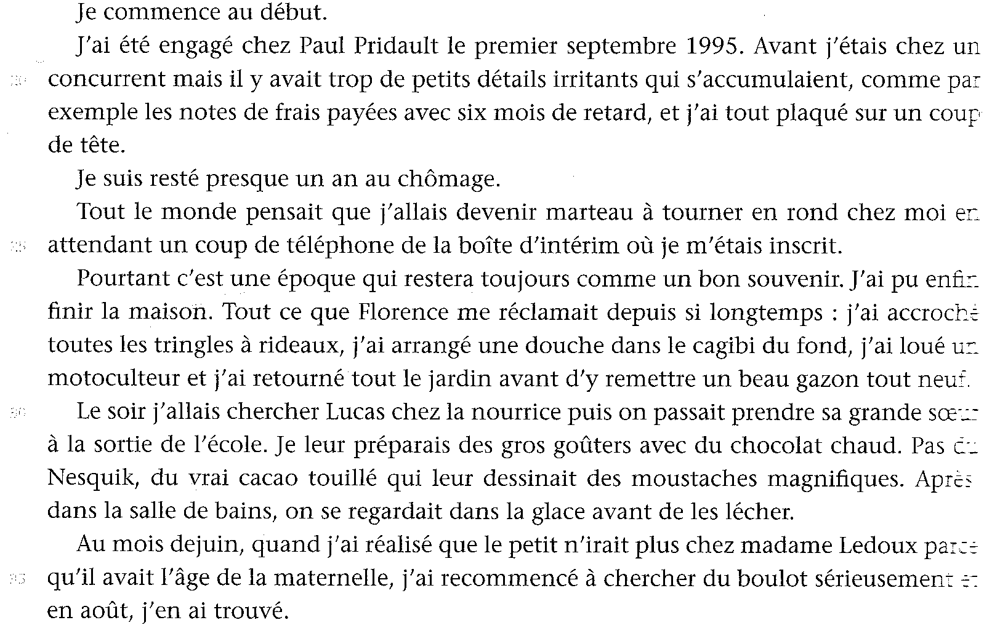 Je commence au début.
J'ai été engagé chez Paul Pridault le premier septembre 1995. Avant j'étais chez un
concurrent mais il y avait trop de petits détails irritants qui s'accumulaient, comme par
exemple les notes de frais payées avec six mois de retard, et j'ai tout plaqué sur un coup
de tête.
Je suis resté presque un an au chômage.
Tout le monde pensait que j'allais devenir marteau à tourner en rond chez moi en
attendant un coup de téléphone de la boîte d'intérim où je m'étais inscrit.
Pourtant c'est une époque qui restera toujours comme un bon souvenir. J'ai pu enfin
finir la maison. Tout ce que Florence me réclamait depuis si longtemps : j'ai accroché
toutes les tringles à rideaux, j'ai arrangé une douche dans le cagibi du fond, j'ai loué un
motoculteur et j'ai retourné tout le jardin avant d'y remettre un beau gazon tout neuf.
90 Le soir j'allais chercher Lucas chez la nourrice puis on passait prendre sa grande sœur
à la sortie de l'école. Je leur préparais des gros goûters avec du chocolat chaud. Pas du
Nesquik, du vrai cacao touillé qui leur dessinait des moustaches magnifiques. Après
dans la salle de bains, on se regardait dans la glace avant de les lécher.
Au mois dejuin, quand j'ai réalisé que le petit n'irait plus chez madame Ledoux parce
95 qu'il avait l'âge de la maternelle, j'ai recommencé à chercher du boulot sérieusement et
en août, j'en ai trouvé.